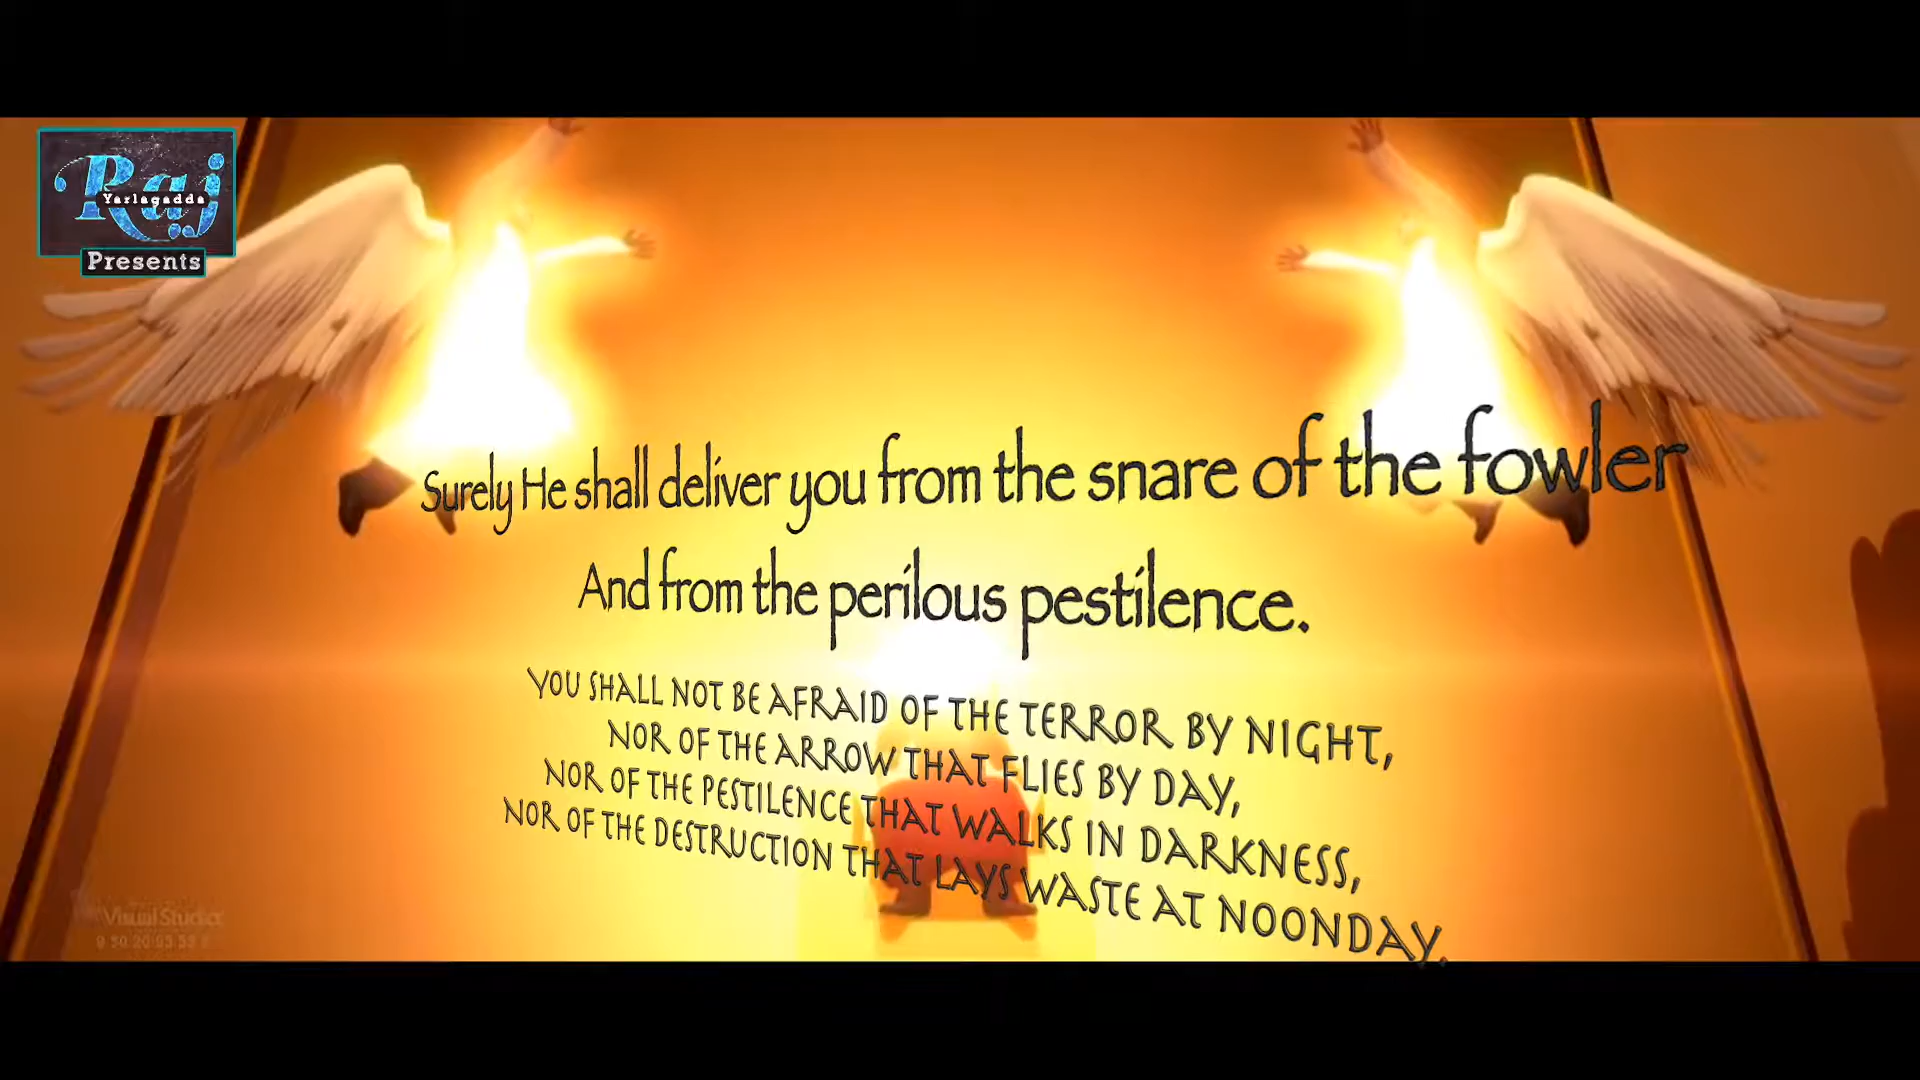 Raj
Yarlagadda
Presents
Surely He shall deliver you from the snare of the fowler
And from the perilous pestilence.
YOU SHALL NOT BE AFRAID OF THE TERROR BY NIGHT,
NOR OF THE ARROW THAT FLIES BY DAY,
NOR OF THE PESTILENCE THAT WALKS IN DARKNESS,
NOR OF THE DESTRUCTION THAT LAYS WASTE AT NOONDAY.